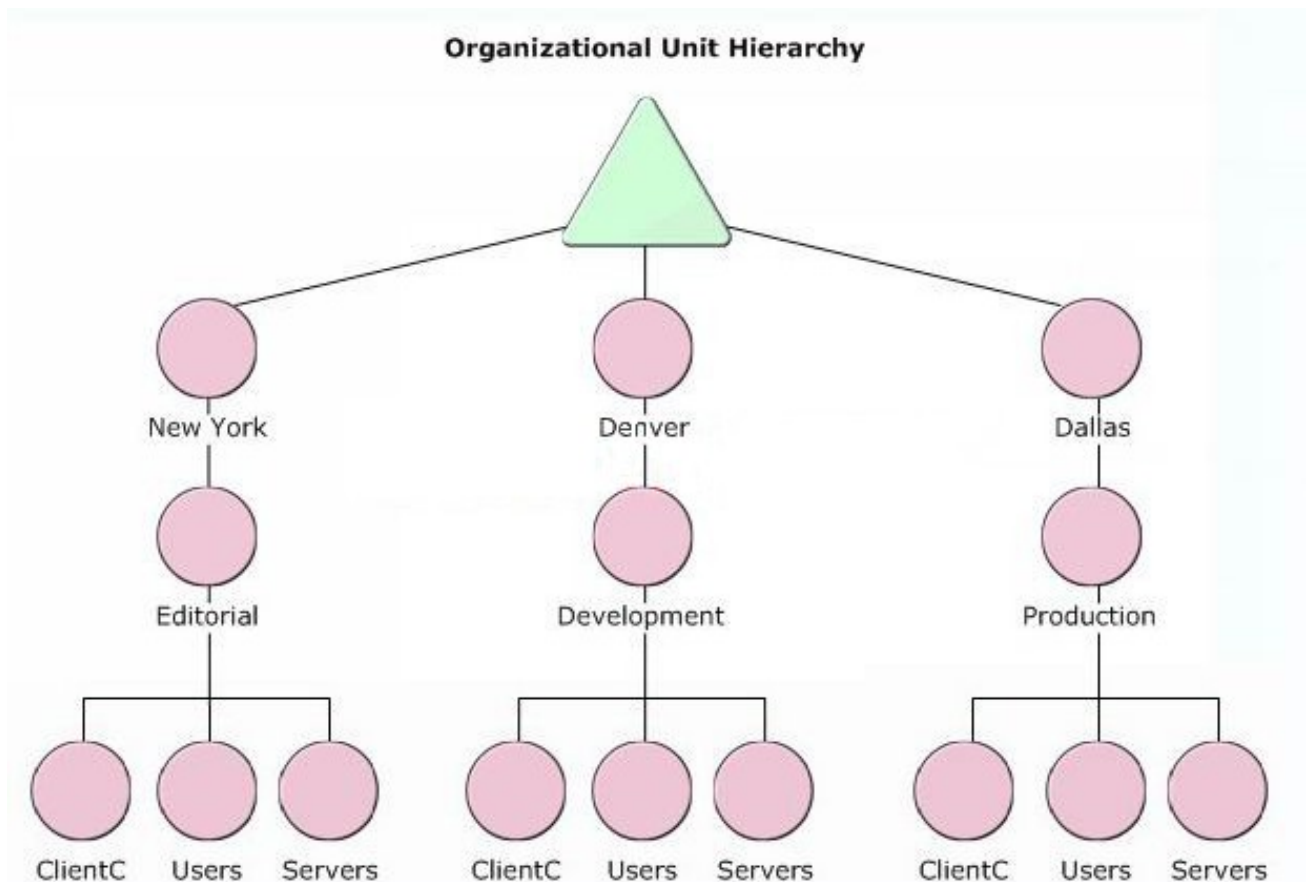 Organizational Unit Hierarchy
New York Denver Dallas
Editorial Development Production
ClientC Users Servers ClientC Users Servers ClientC Users Servers